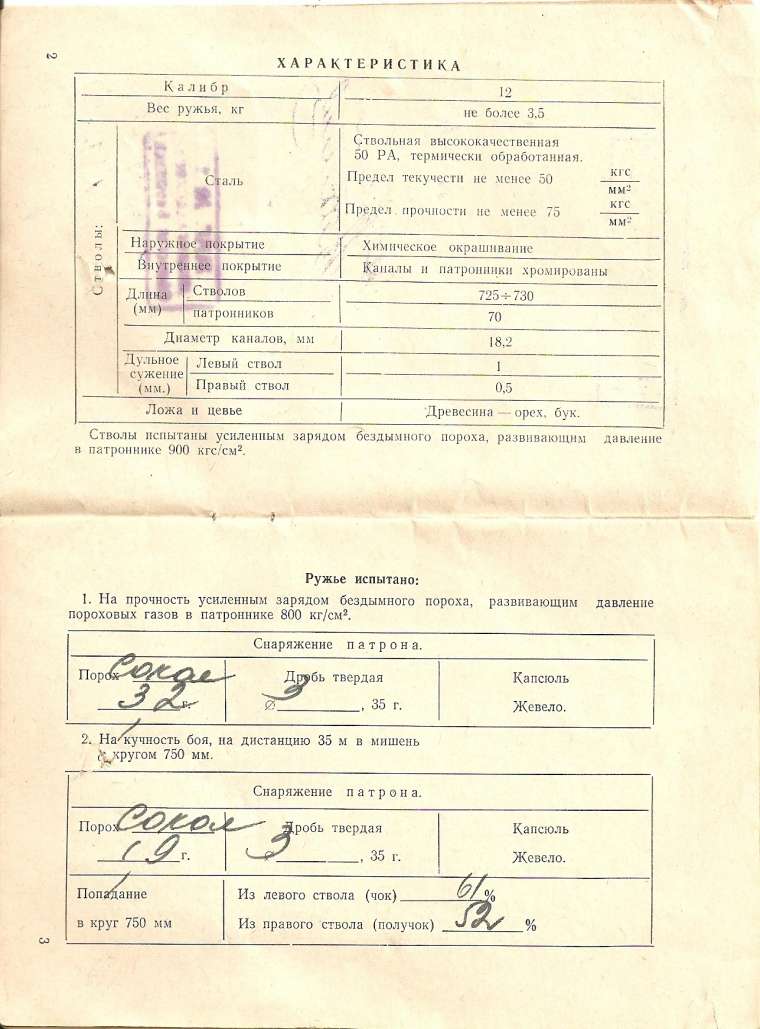 2
ХАРАКТЕРИСТИКА
Калибр 12
Вес ружья, кг не более 3,5
Стволы:
Сталь
Ствольная высококачественная
50 РА, термически обработанная.
Предел текучести не менее 50 кгс/мм²
Предел прочности не менее 75 кгс/мм²
Наружное покрытие Химическое окрашивание
Внутреннее покрытие Каналы и патронники хромированы
Длина (мм) Стволов 725÷730
патронников 70
Диаметр каналов, мм 18,2
Дульное сужение (мм.) Левый ствол 1
Правый ствол 0,5
Ложа и цевье Древесина — орех, бук.
Стволы испытаны усиленным зарядом бездымного пороха, развивающим давление
в патроннике 900 кгс/см².
Ружье испытано:
1. На прочность усиленным зарядом бездымного пороха, развивающим давление
пороховых газов в патроннике 800 кг/см².
Снаряжение патрона.
Порох Сокол Дробь твердая Капсюль
3,2 г. ⌀ 3, 35 г. Жевело.
2. На кучность боя, на дистанцию 35 м в мишень
с кругом 750 мм.
Снаряжение патрона.
Порох Сокол Дробь твердая Капсюль
1,9 г. 3, 35 г. Жевело.
Попадание Из левого ствола (чок) 61 %
в круг 750 мм Из правого ствола (получок) 52 %
3